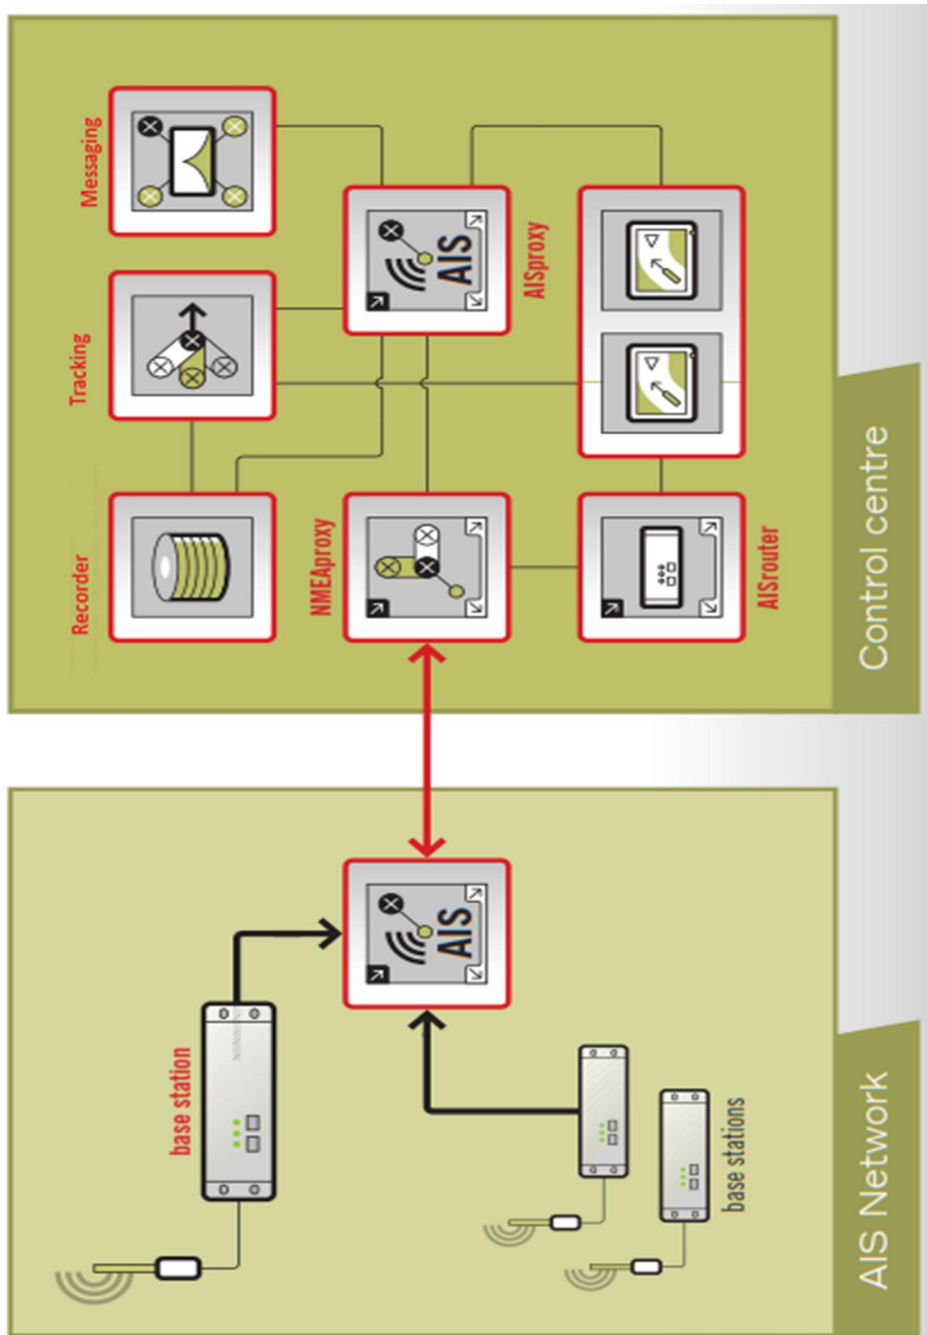 Recorder
Tracking
Messaging
NMEAproxy
AIS
AISproxy
AISrouter
Control centre
base station
AIS
base stations
AIS Network